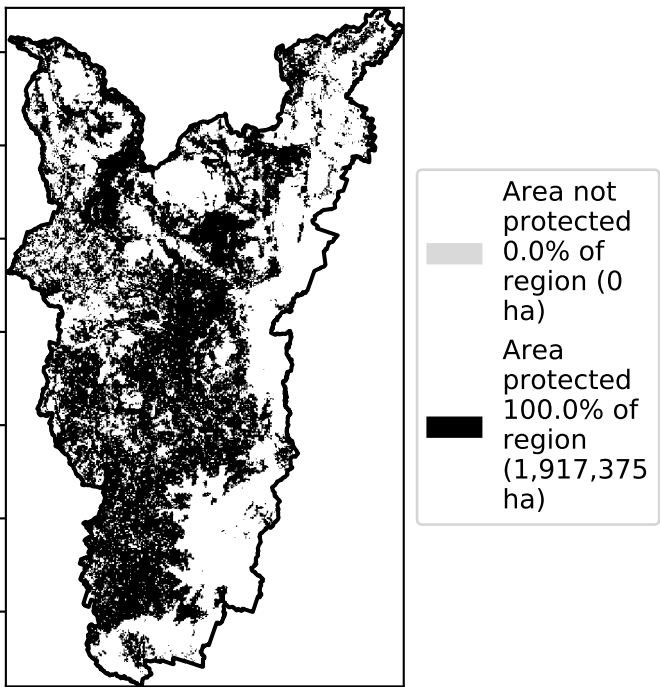 Area not
protected
0.0% of
region (0
ha)
Area
protected
100.0% of
region
(1,917,375
ha)